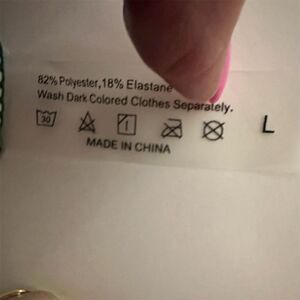 82% Polyester,18% Elastane
Wash Dark Colored Clothes Separately.
30 L
MADE IN CHINA